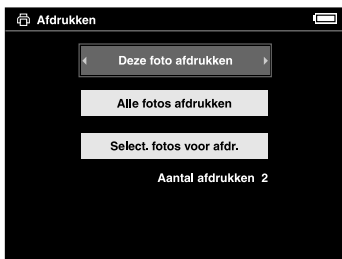 Afdrukken
Deze foto afdrukken
Alle fotos afdrukken
Select. fotos voor afdr.
Aantal afdrukken 2